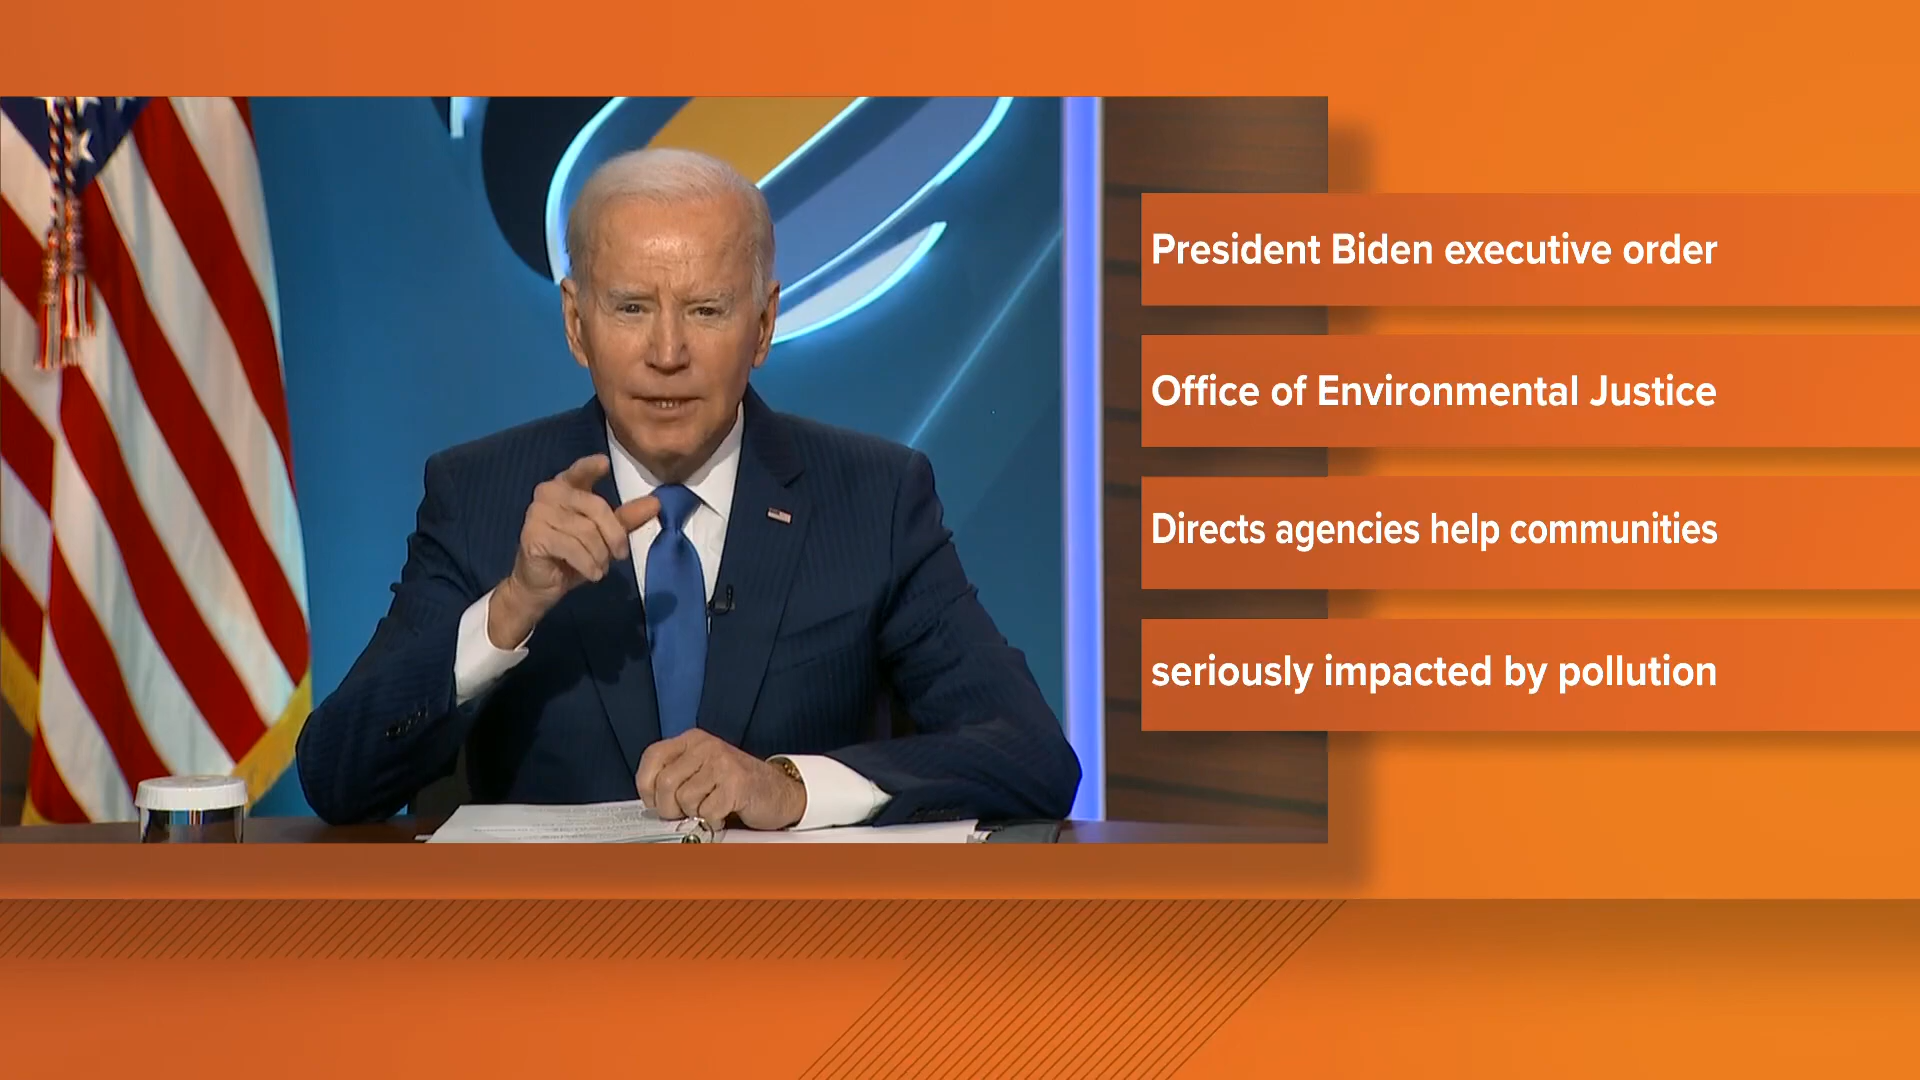 President Biden executive order
Office of Environmental Justice
Directs agencies help communities
seriously impacted by pollution